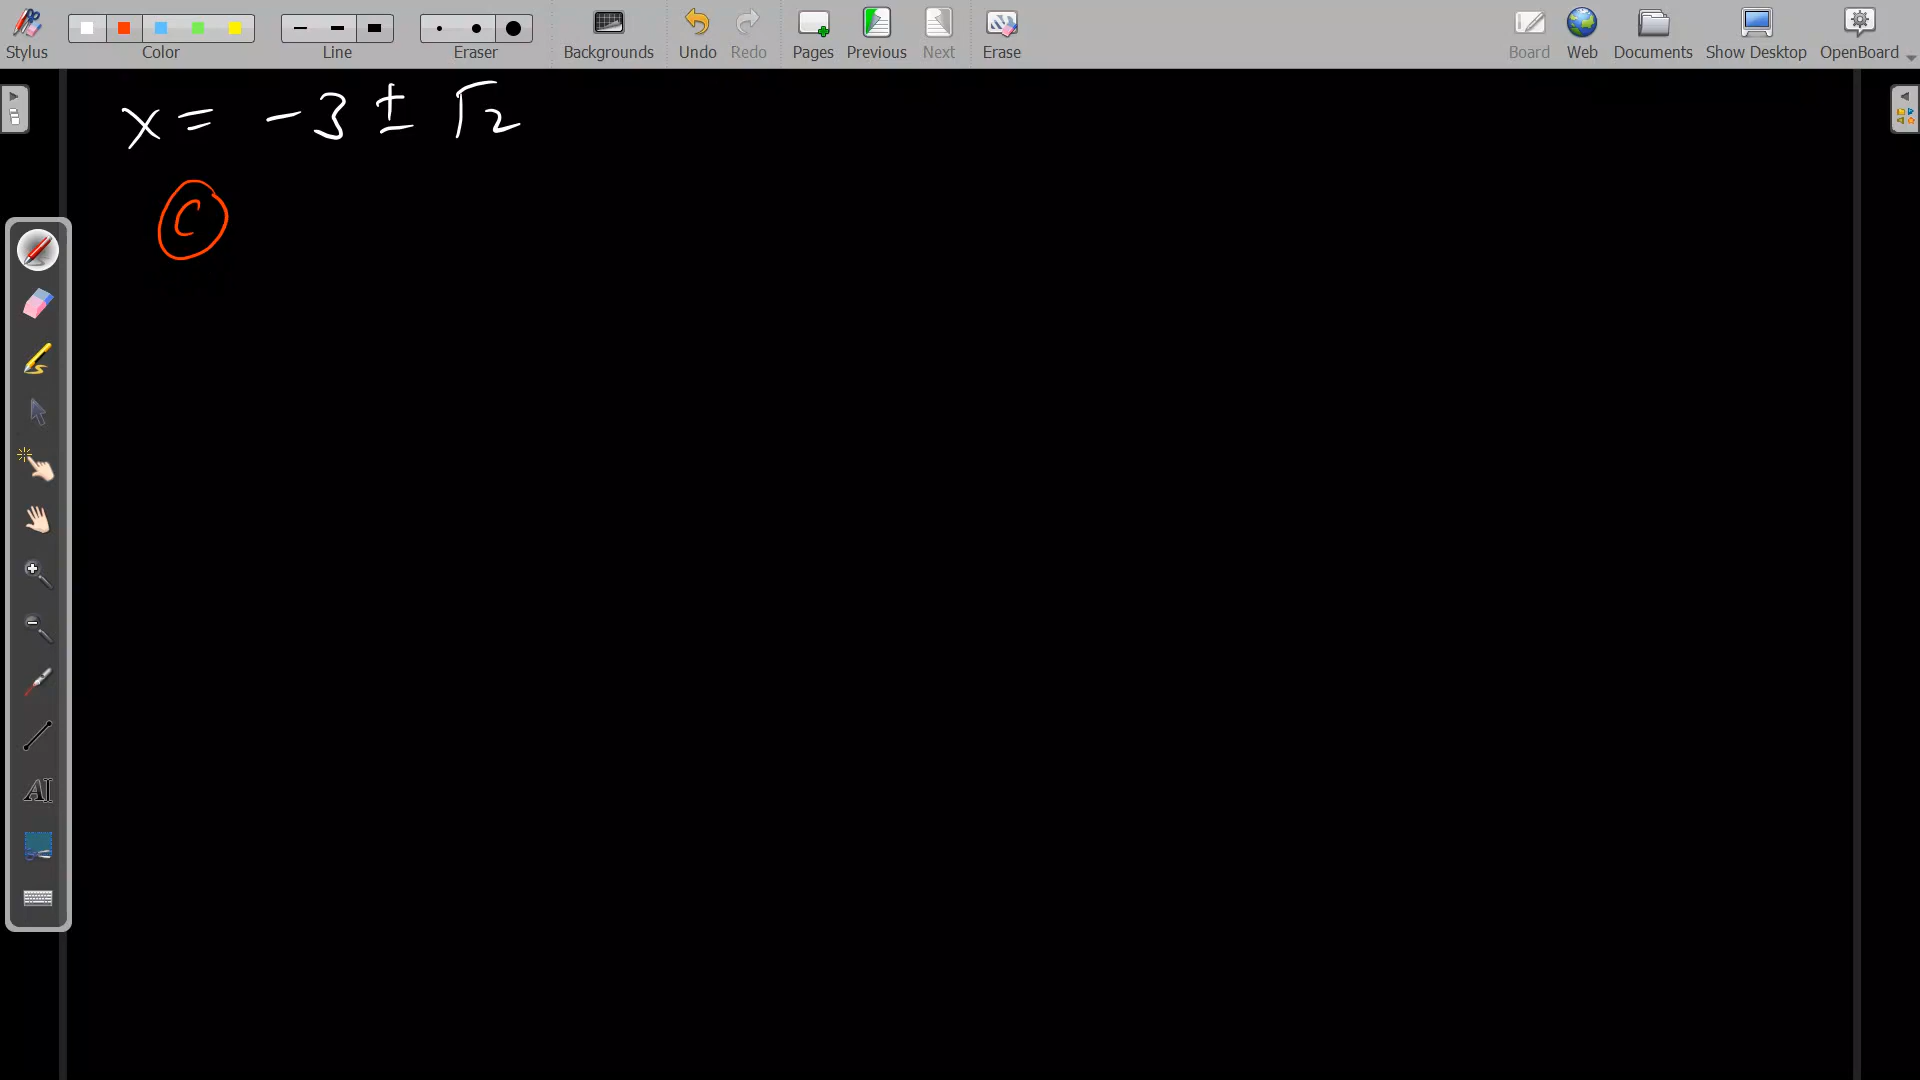 Stylus Color Line Eraser Backgrounds Undo Redo Pages Previous Next Erase Board Web Documents Show Desktop OpenBoard
x = -3 ± √2
C
AI